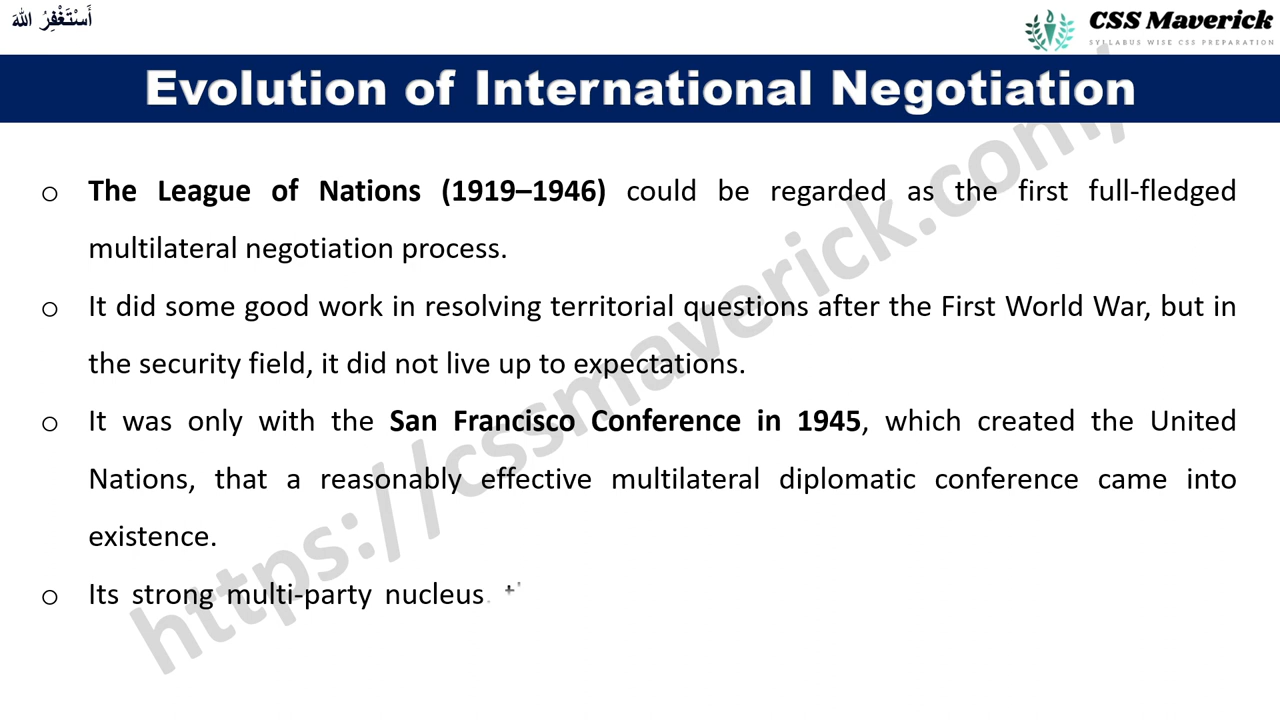 أَسْتَغْفِرُ اللهَ
CSS Maverick
SYLLABUS WISE CSS PREPARATION
Evolution of International Negotiation
o The League of Nations (1919–1946) could be regarded as the first full-fledged
multilateral negotiation process.
o It did some good work in resolving territorial questions after the First World War, but in
the security field, it did not live up to expectations.
o It was only with the San Francisco Conference in 1945, which created the United
Nations, that a reasonably effective multilateral diplomatic conference came into
existence.
o Its strong multi-party nucleus
https://cssmaverick.com/